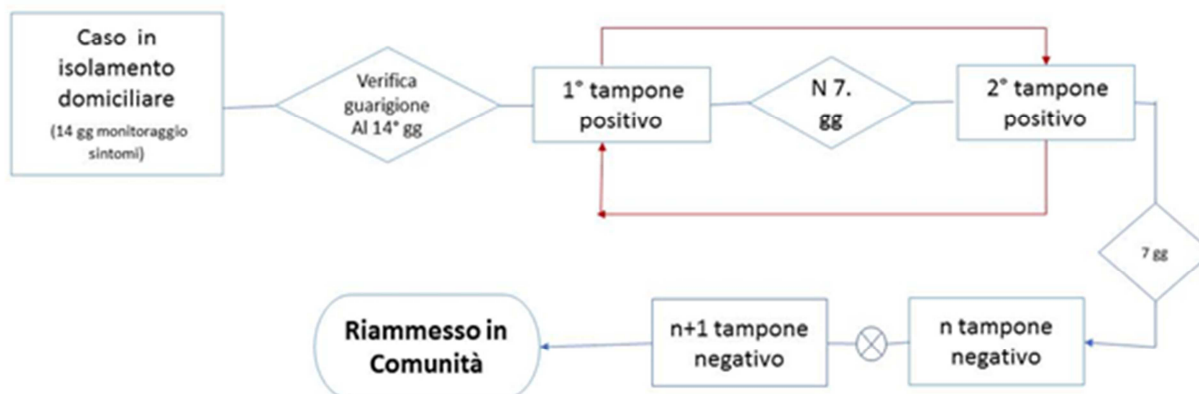 Caso in
isolamento
domiciliare
(14 gg monitoraggio
sintomi)
Verifica
guarigione
Al 14° gg
1° tampone
positivo
N 7.
gg
2° tampone
positivo
7 gg
Riammesso in
Comunità
n+1 tampone
negativo
n tampone
negativo